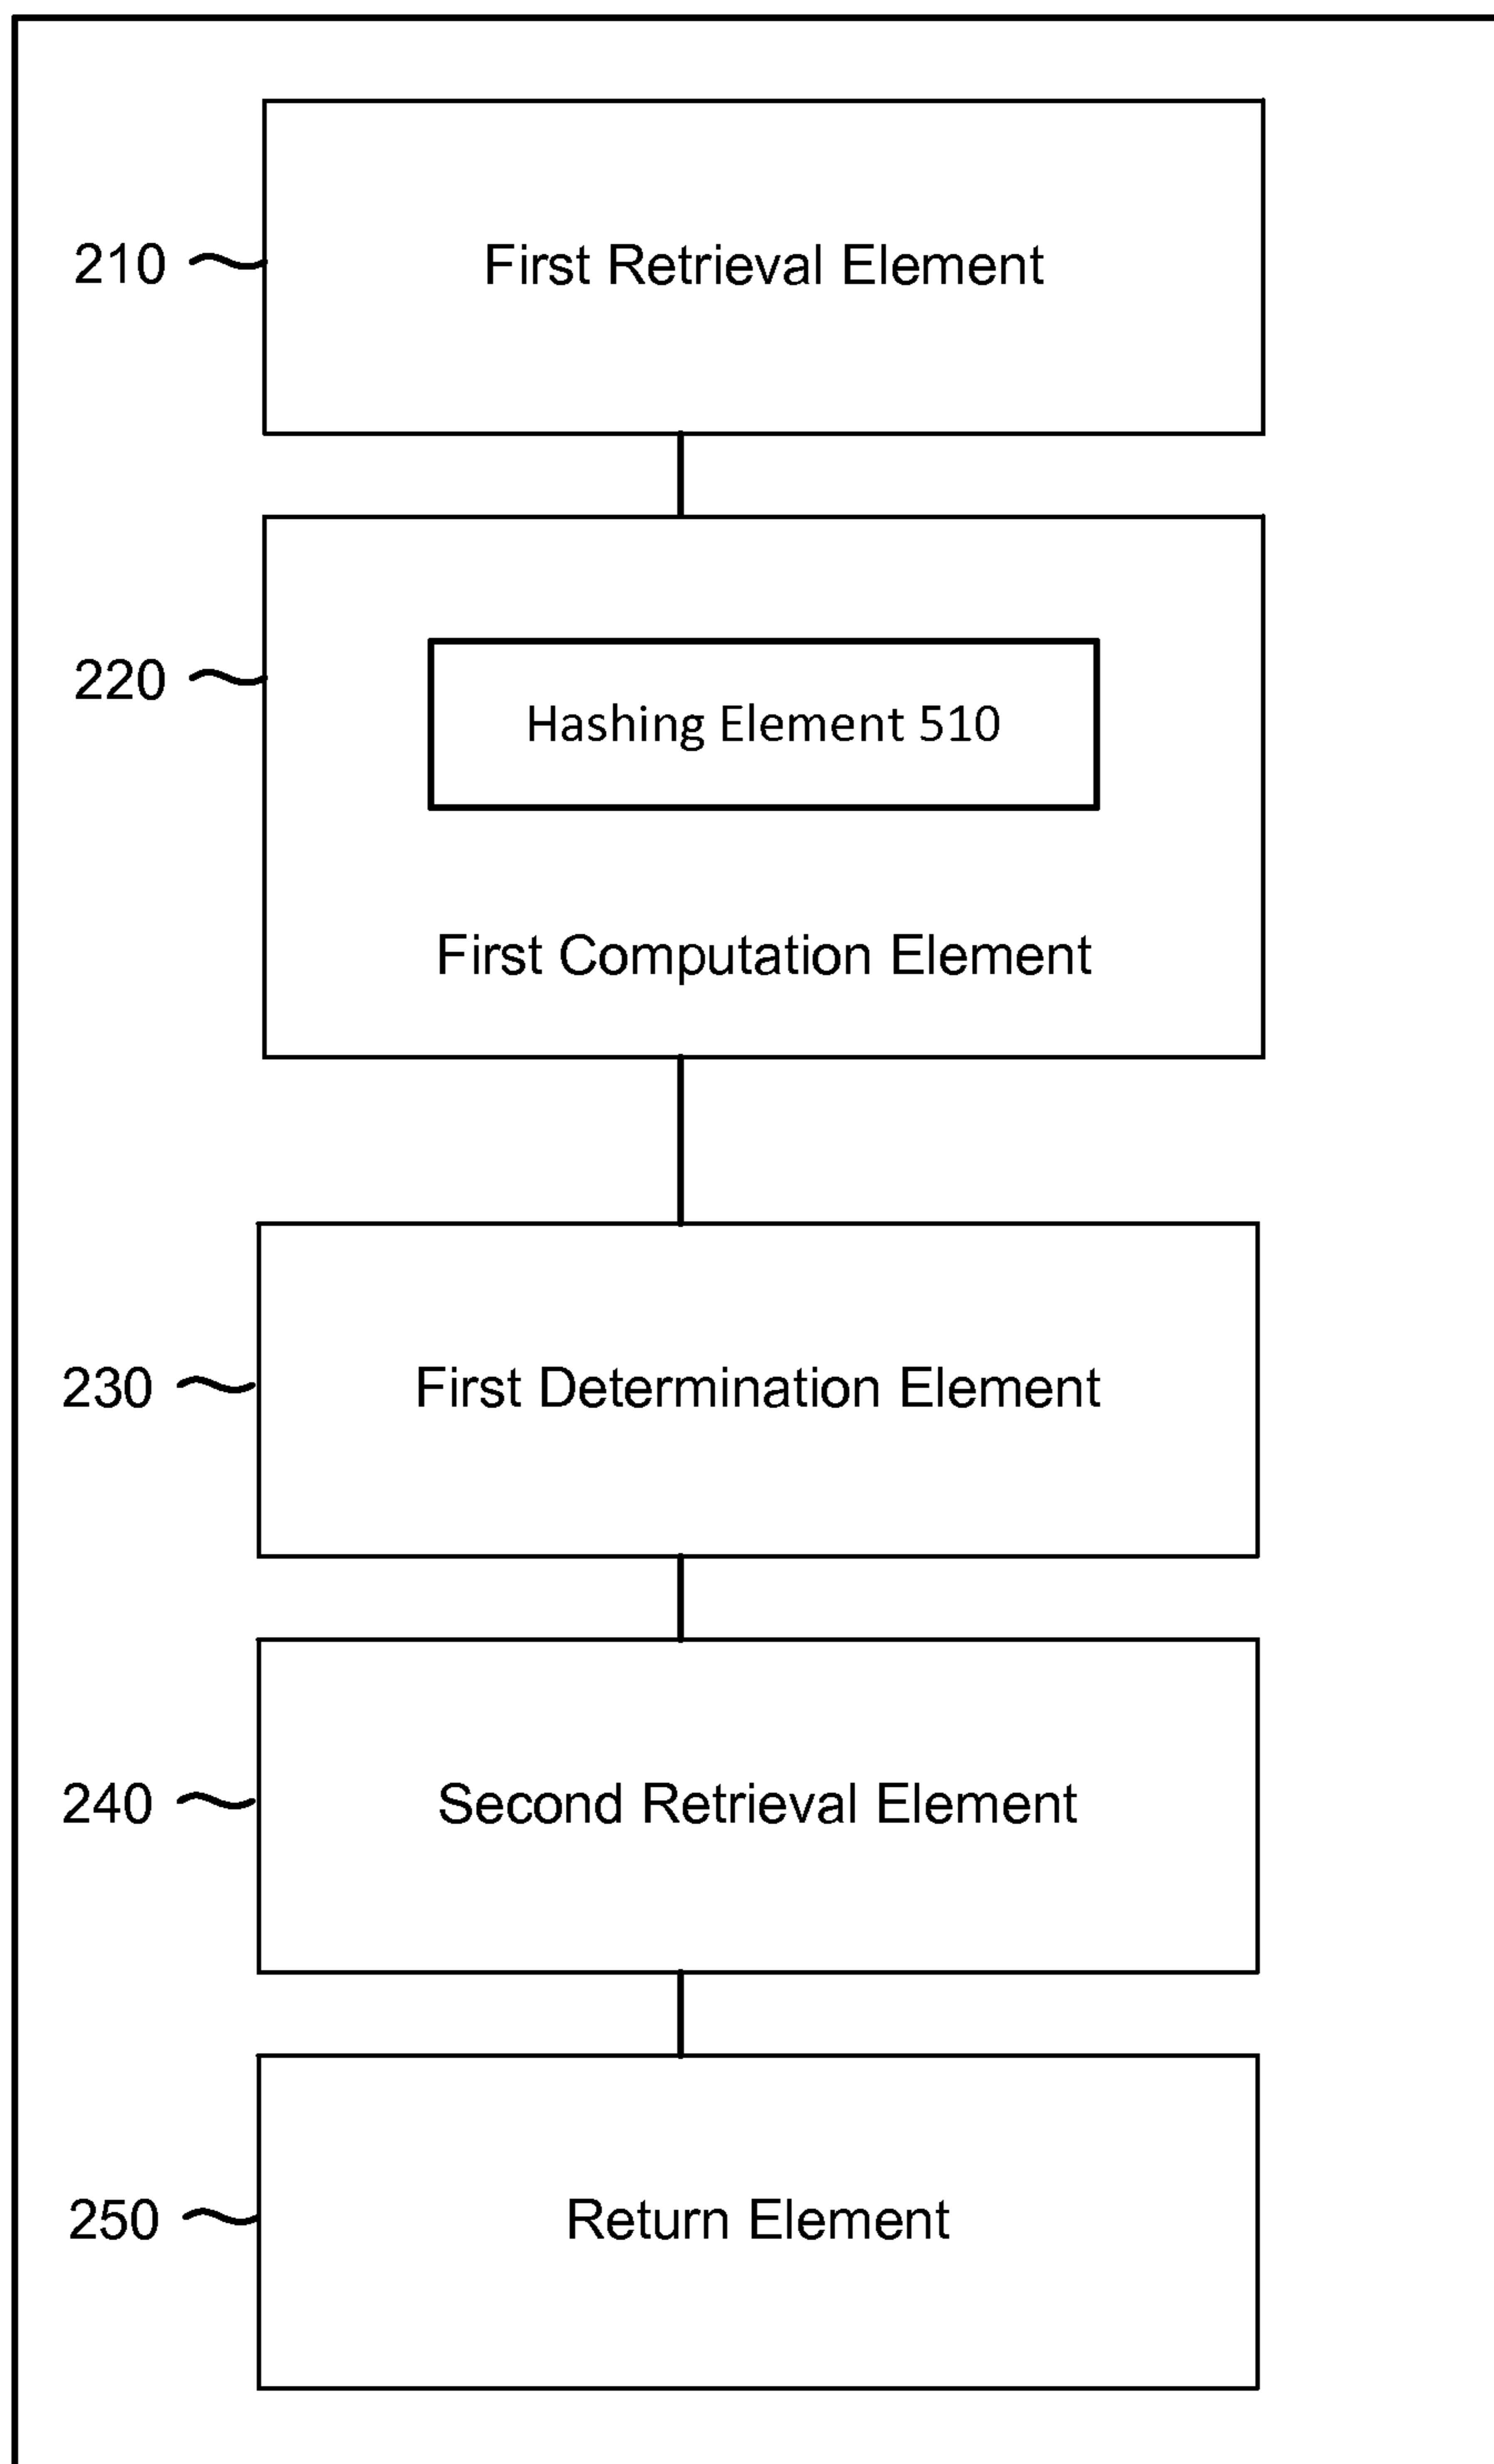 210 First Retrieval Element
220 Hashing Element 510
First Computation Element
230 First Determination Element
240 Second Retrieval Element
250 Return Element